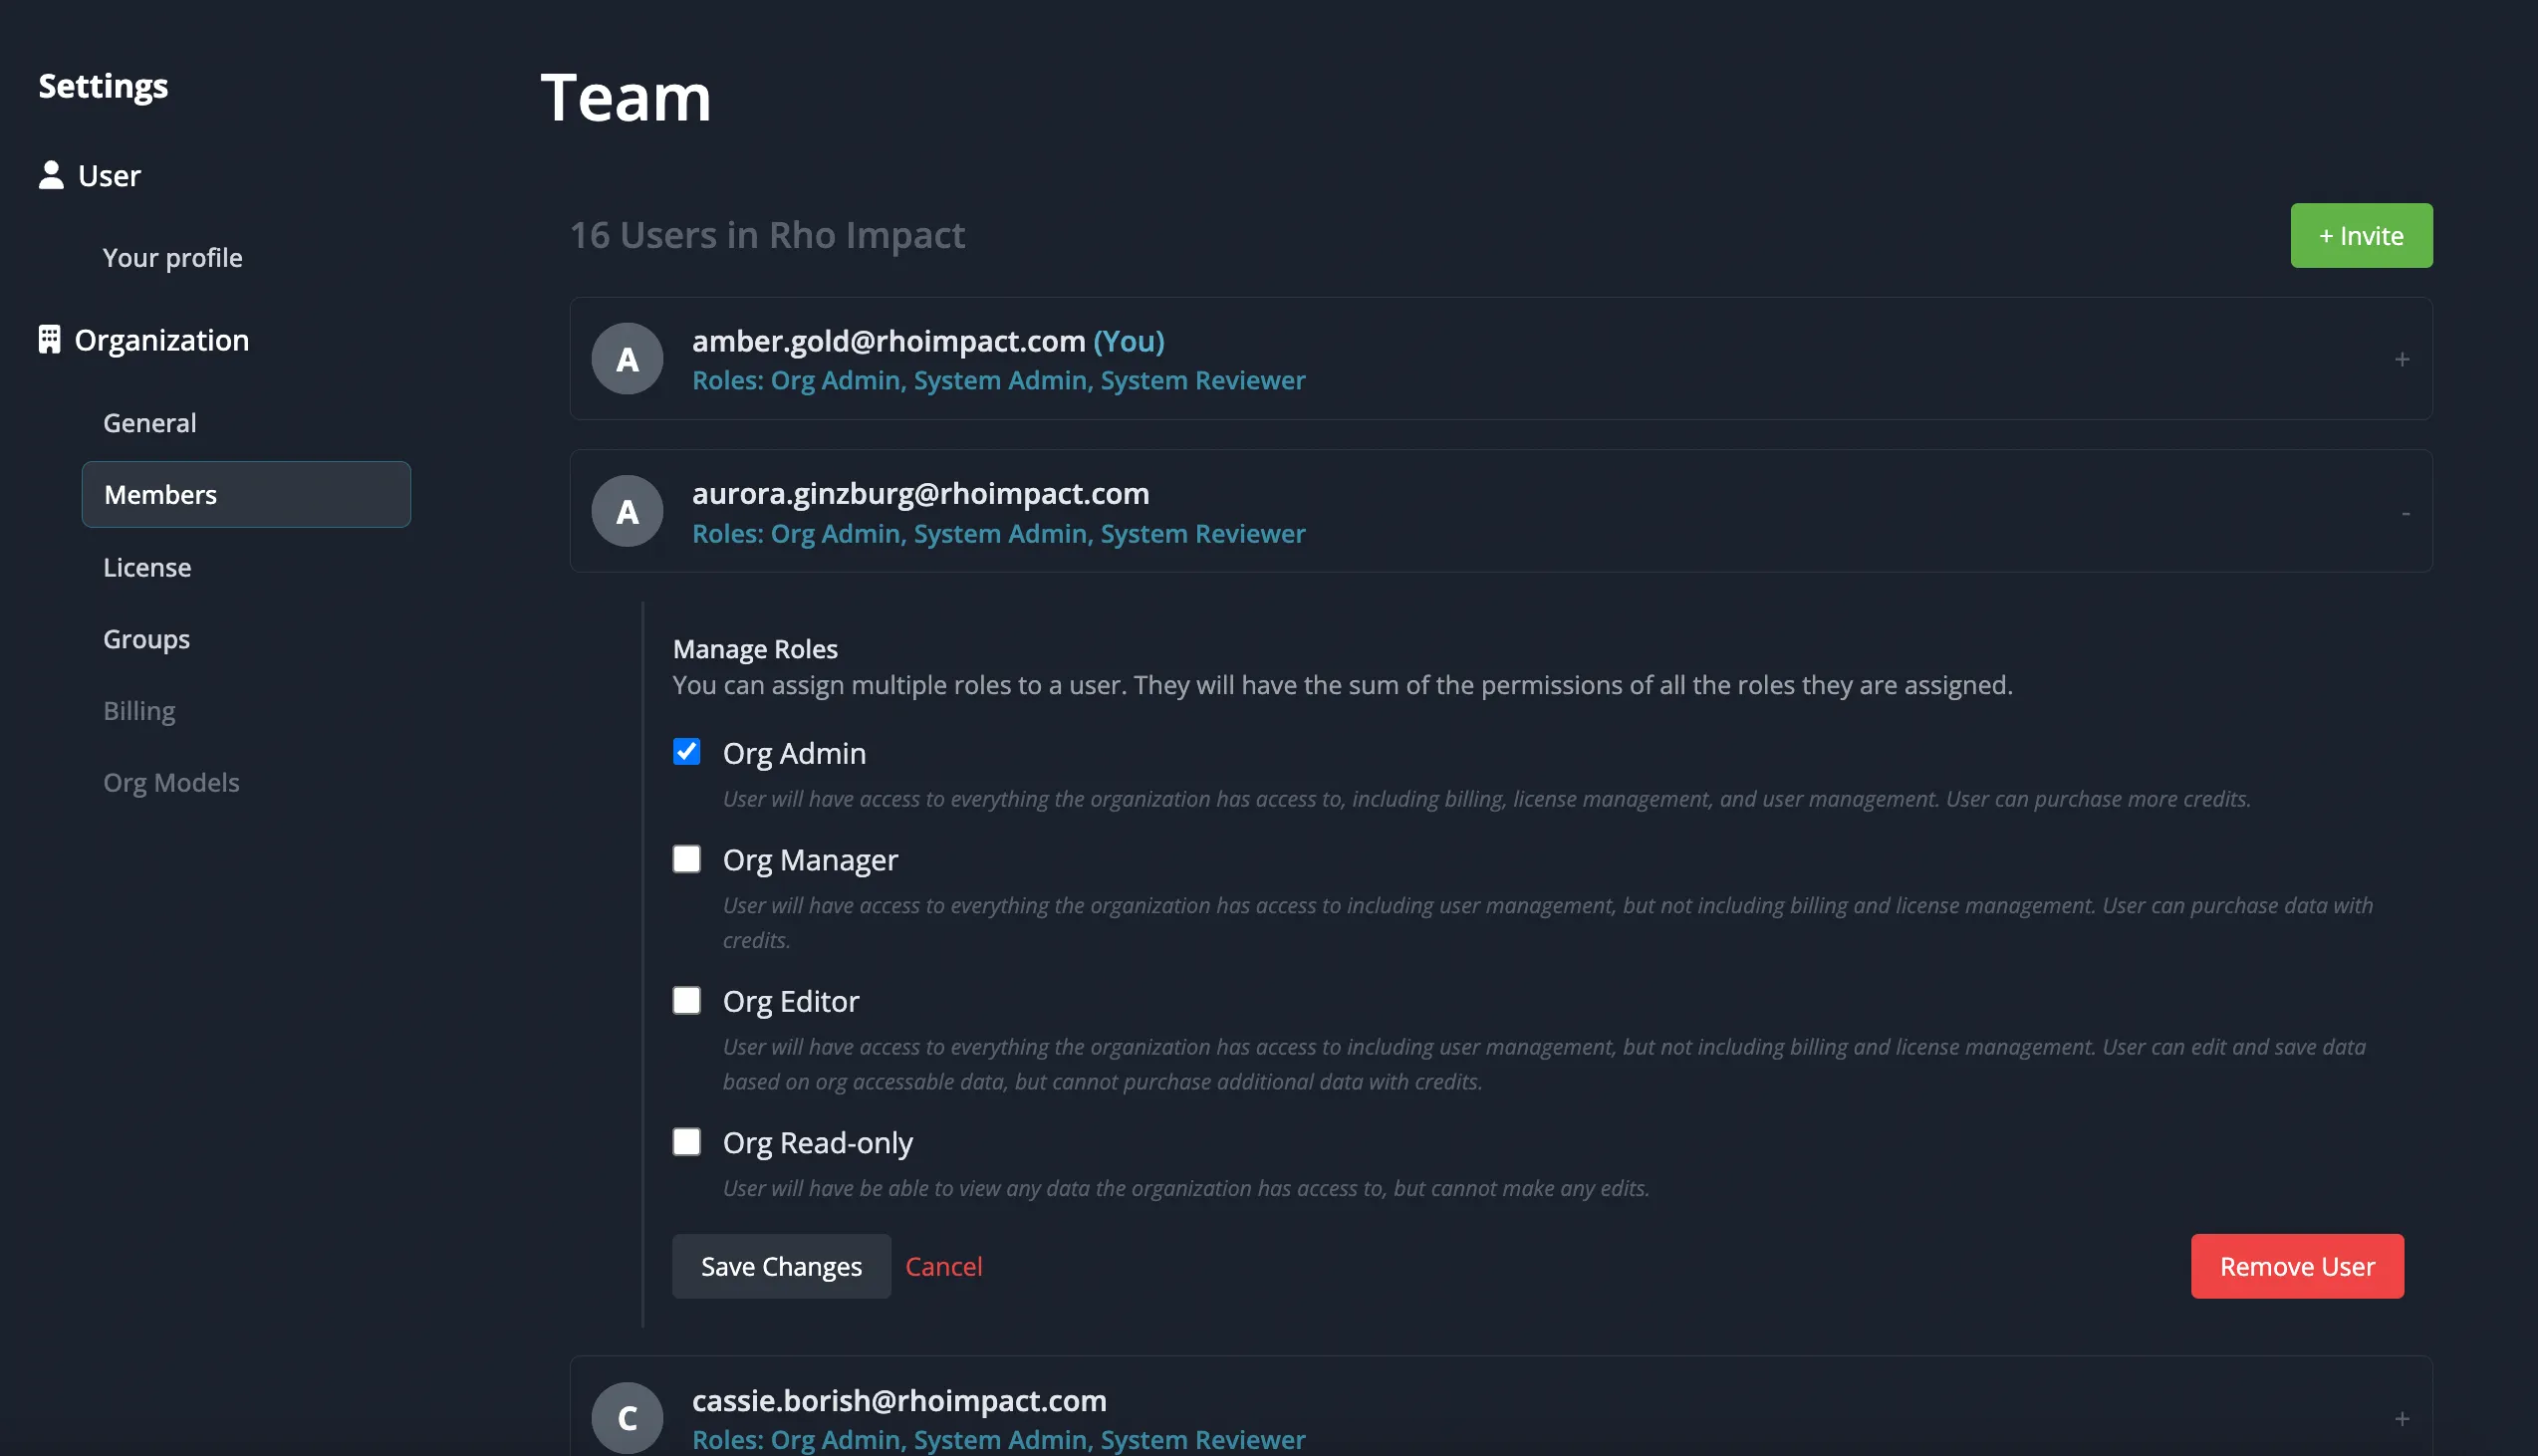 Settings
User
Your profile
Organization
General
Members
License
Groups
Billing
Org Models
Team
16 Users in Rho Impact
+ Invite
A
amber.gold@rhoimpact.com (You)
Roles: Org Admin, System Admin, System Reviewer
+
A
aurora.ginzburg@rhoimpact.com
Roles: Org Admin, System Admin, System Reviewer
-
Manage Roles
You can assign multiple roles to a user. They will have the sum of the permissions of all the roles they are assigned.
Org Admin
User will have access to everything the organization has access to, including billing, license management, and user management. User can purchase more credits.
Org Manager
User will have access to everything the organization has access to including user management, but not including billing and license management. User can purchase data with
credits.
Org Editor
User will have access to everything the organization has access to including user management, but not including billing and license management. User can edit and save data
based on org accessable data, but cannot purchase additional data with credits.
Org Read-only
User will have be able to view any data the organization has access to, but cannot make any edits.
Save Changes
Cancel
Remove User
C
cassie.borish@rhoimpact.com
Roles: Org Admin, System Admin, System Reviewer
+